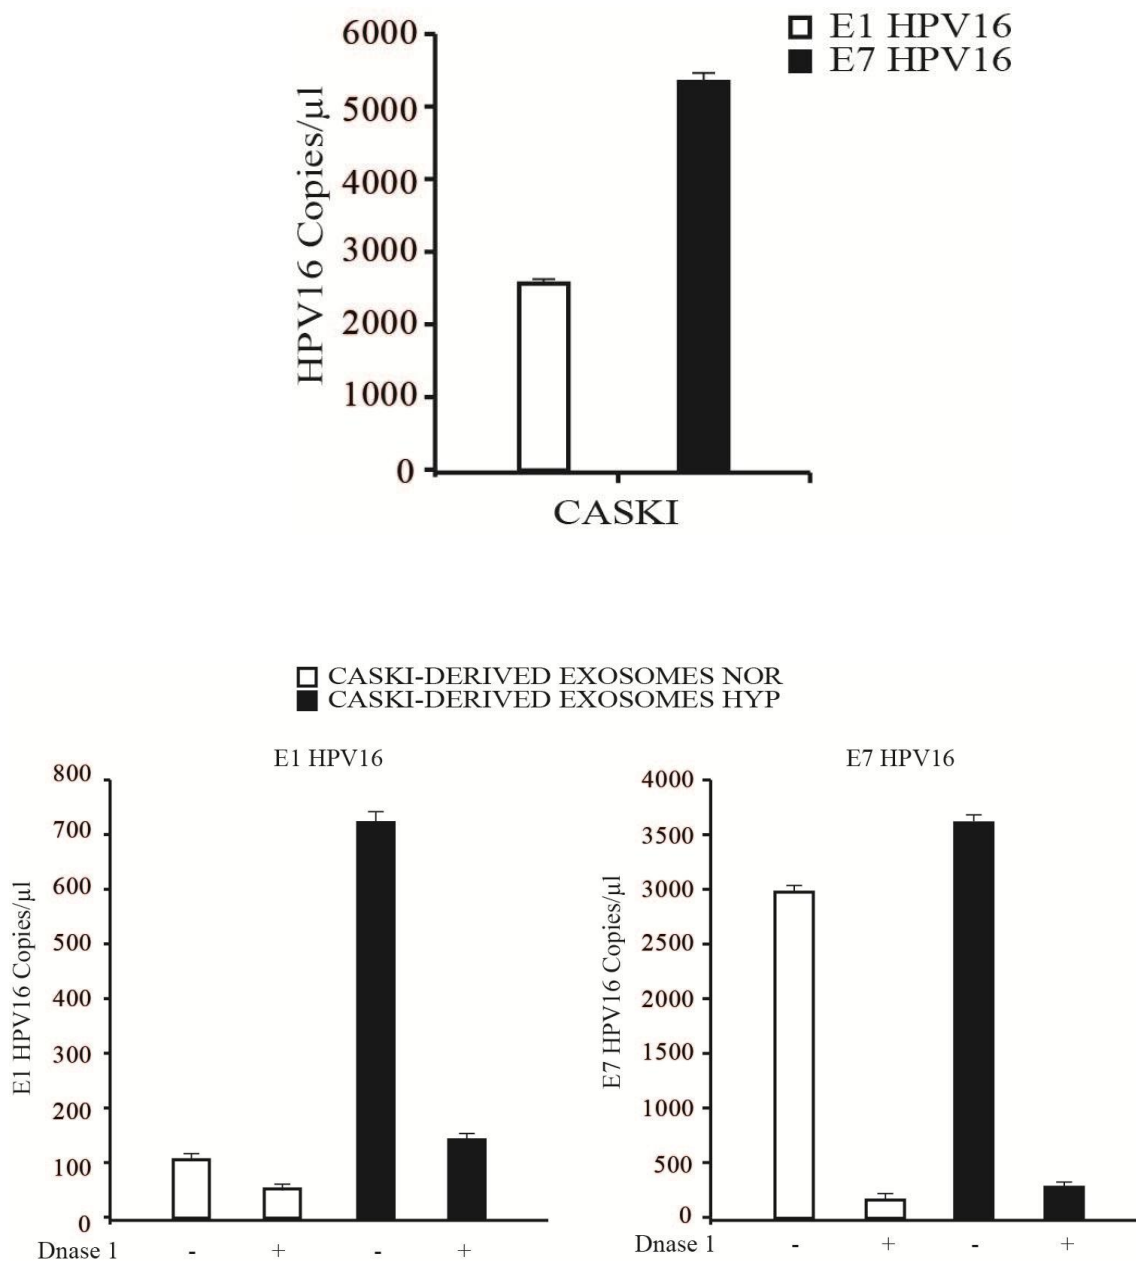 E1 HPV16
E7 HPV16
HPV16 Copies/µl
6000
5000
4000
3000
2000
1000
0
CASKI
CASKI-DERIVED EXOSOMES NOR
CASKI-DERIVED EXOSOMES HYP
E1 HPV16
E1 HPV16 Copies/µl
800
700
600
500
400
300
200
100
0
Dnase 1 - + - +
E7 HPV16
E7 HPV16 Copies/µl
4000
3500
3000
2500
2000
1500
1000
500
0
Dnase 1 - + - +